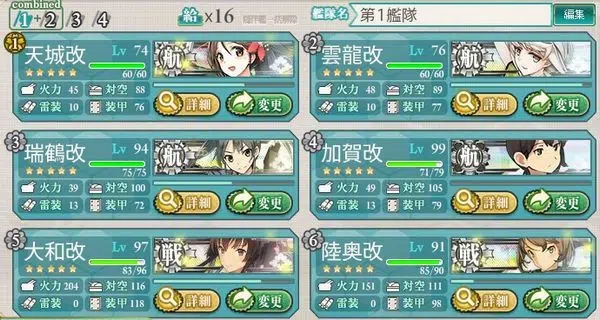 combined
1+2 3 4
給 x16
艦隊名 第1艦隊
編集
1 天城改 Lv 74
航
60/60
火力 45 対空 88
雷装 10 装甲 76
詳細 変更
2 雲龍改 Lv 76
航
60/60
火力 48 対空 89
雷装 10 装甲 77
詳細 変更
3 瑞鶴改 Lv 94
航
75/75
火力 39 対空 100
雷装 13 装甲 72
詳細 変更
4 加賀改 Lv 99
航
71/79
火力 49 対空 105
雷装 13 装甲 79
詳細 変更
5 大和改 Lv 97
戦
83/96
火力 204 対空 116
雷装 0 装甲 118
詳細 変更
6 陸奥改 Lv 91
戦
85/90
火力 151 対空 111
雷装 0 装甲 98
詳細 変更